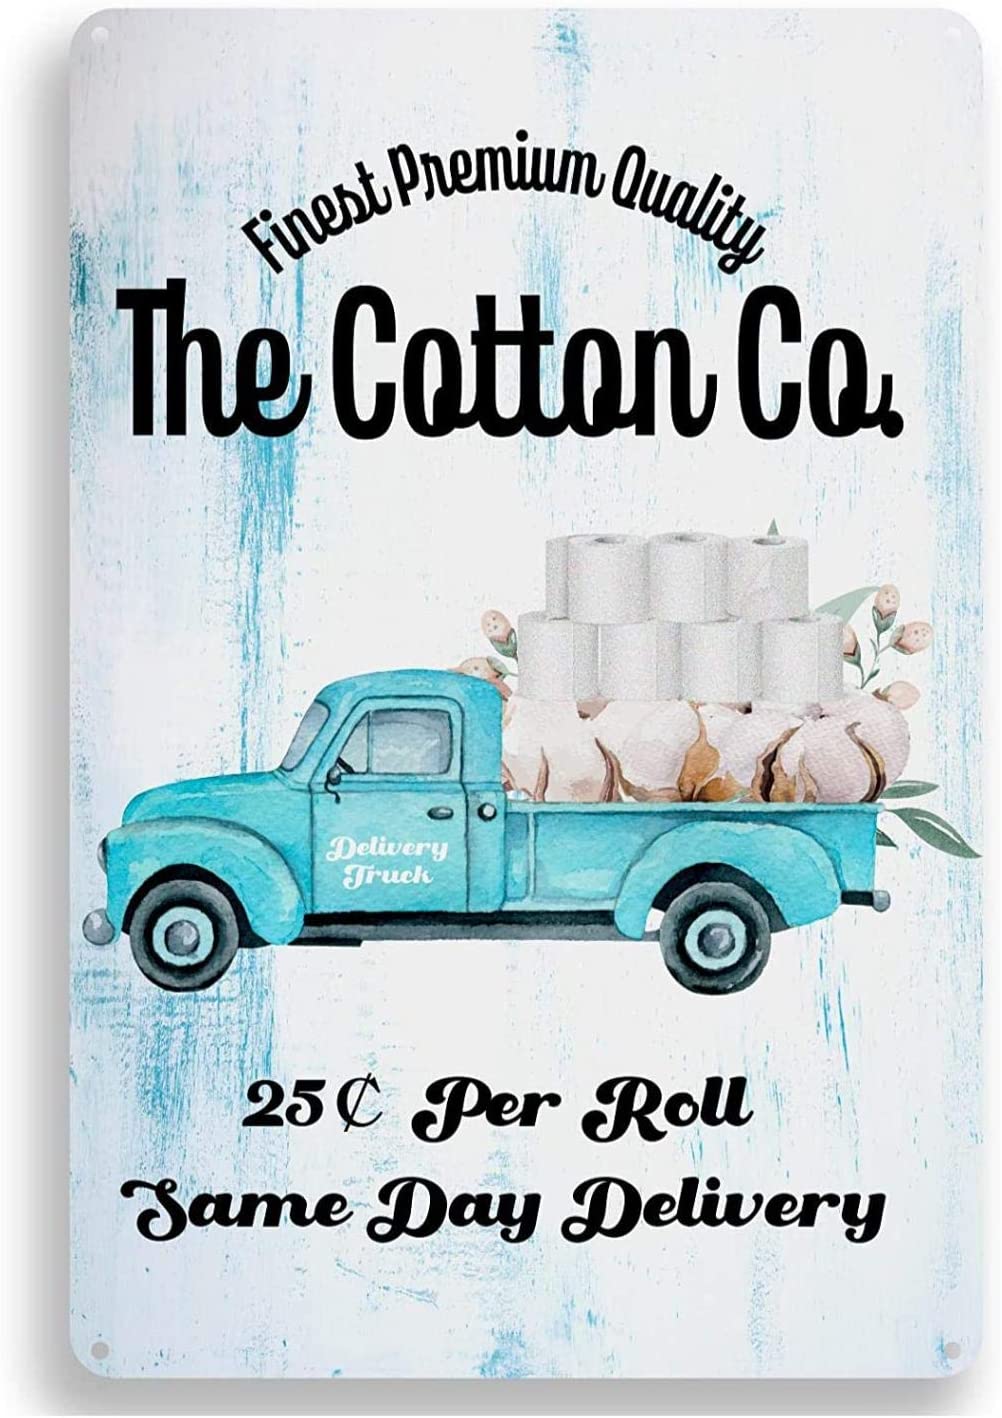 Finest Premium Quality
The Cotton Co.
Delivery
Truck
25₵ Per Roll
Same Day Delivery